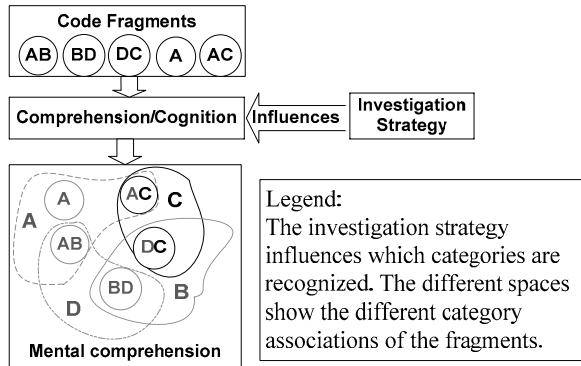 Code Fragments
AB BD DC A AC
Comprehension/Cognition
Influences
Investigation
Strategy
A AC C
A
AB DC
BD B
D
Mental comprehension
Legend:
The investigation strategy
influences which categories are
recognized. The different spaces
show the different category
associations of the fragments.